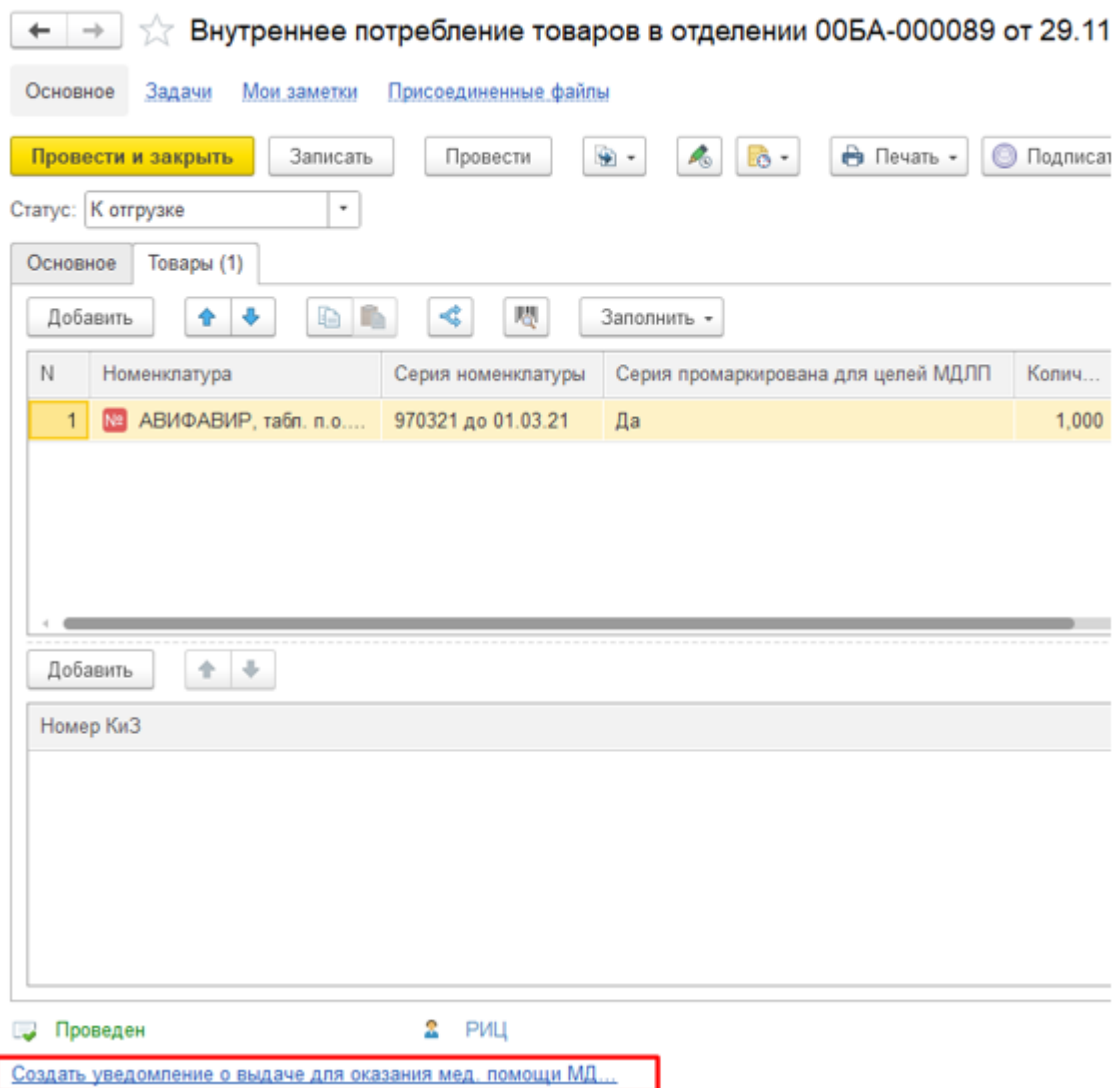 Внутреннее потребление товаров в отделении 00БА-000089 от 29.11
Основное Задачи Мои заметки Присоединенные файлы
Провести и закрыть Записать Провести Печать Подписат
Статус: К отгрузке
Основное Товары (1)
Добавить Заполнить
N Номенклатура Серия номенклатуры Серия промаркирована для целей МДЛП Колич...
1 № АВИФАВИР, табл. п.о.... 970321 до 01.03.21 Да 1,000
Добавить
Номер КиЗ
Проведен РИЦ
Создать уведомление о выдаче для оказания мед. помощи МД...